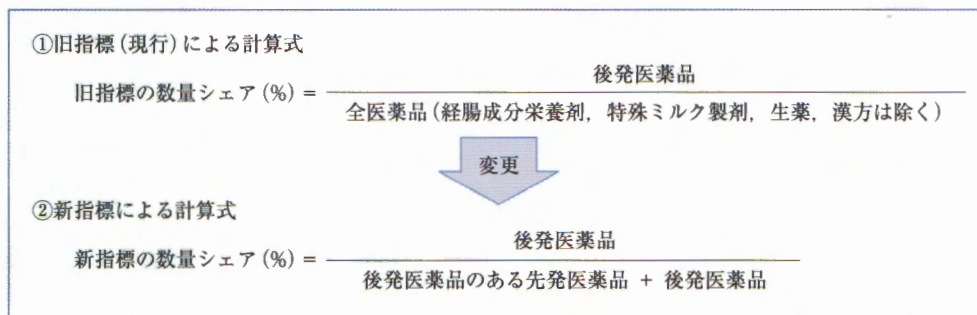 ①旧指標(現行)による計算式
後発医薬品
旧指標の数量シェア(%)=
全医薬品(経腸成分栄養剤,特殊ミルク製剤,生薬,漢方は除く)
変更
②新指標による計算式
後発医薬品
新指標の数量シェア(%)=
後発医薬品のある先発医薬品 + 後発医薬品